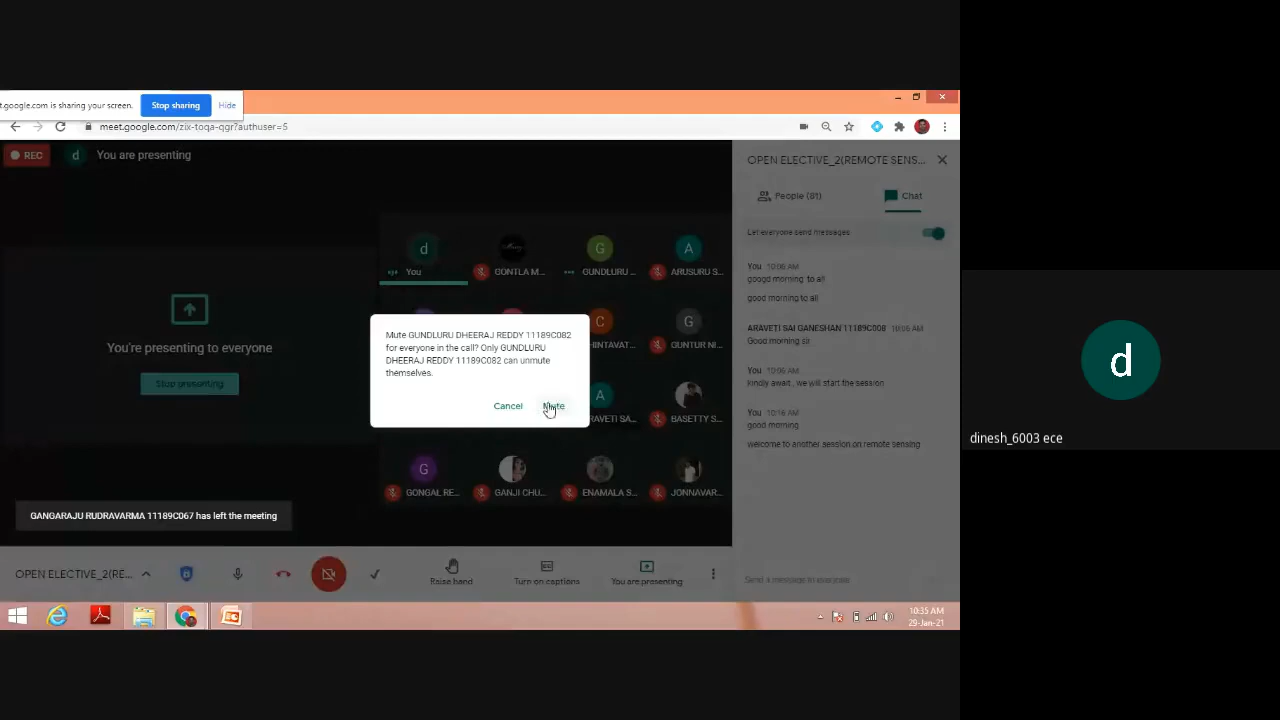 t.google.com is sharing your screen.
Stop sharing
Hide
meet.google.com/zix-toqa-qgr?authuser=5
REC
d
You are presenting
OPEN ELECTIVE_2(REMOTE SENS...
People (81)
Chat
Let everyone send messages
You 10:06 AM
googd morning to all
good morning to all
ARAVETI SAI GANESHAN 11189C008 10:06 AM
Good morning sir
You 10:06 AM
kindly await , we will start the session
You 10:16 AM
good morning
welcome to another session on remote sensing
Send a message to everyone
d
You
GONTLA M...
G
GUNDLURU ...
A
ARUSURU S...
You're presenting to everyone
Stop presenting
C
HINTAVAT...
G
GUNTUR NI...
Mute GUNDLURU DHEERAJ REDDY 11189C082
for everyone in the call? Only GUNDLURU
DHEERAJ REDDY 11189C082 can unmute
themselves.
Cancel
Mute
A
RAVETI SA...
BASETTY S...
G
GONGAL RE...
GANJI CHU...
ENAMALA S...
JONNAVAR...
GANGARAJU RUDRAVARMA 11189C067 has left the meeting
OPEN ELECTIVE_2(RE...
Raise hand
Turn on captions
You are presenting
10:35 AM
29-Jan-21
d
dinesh_6003 ece